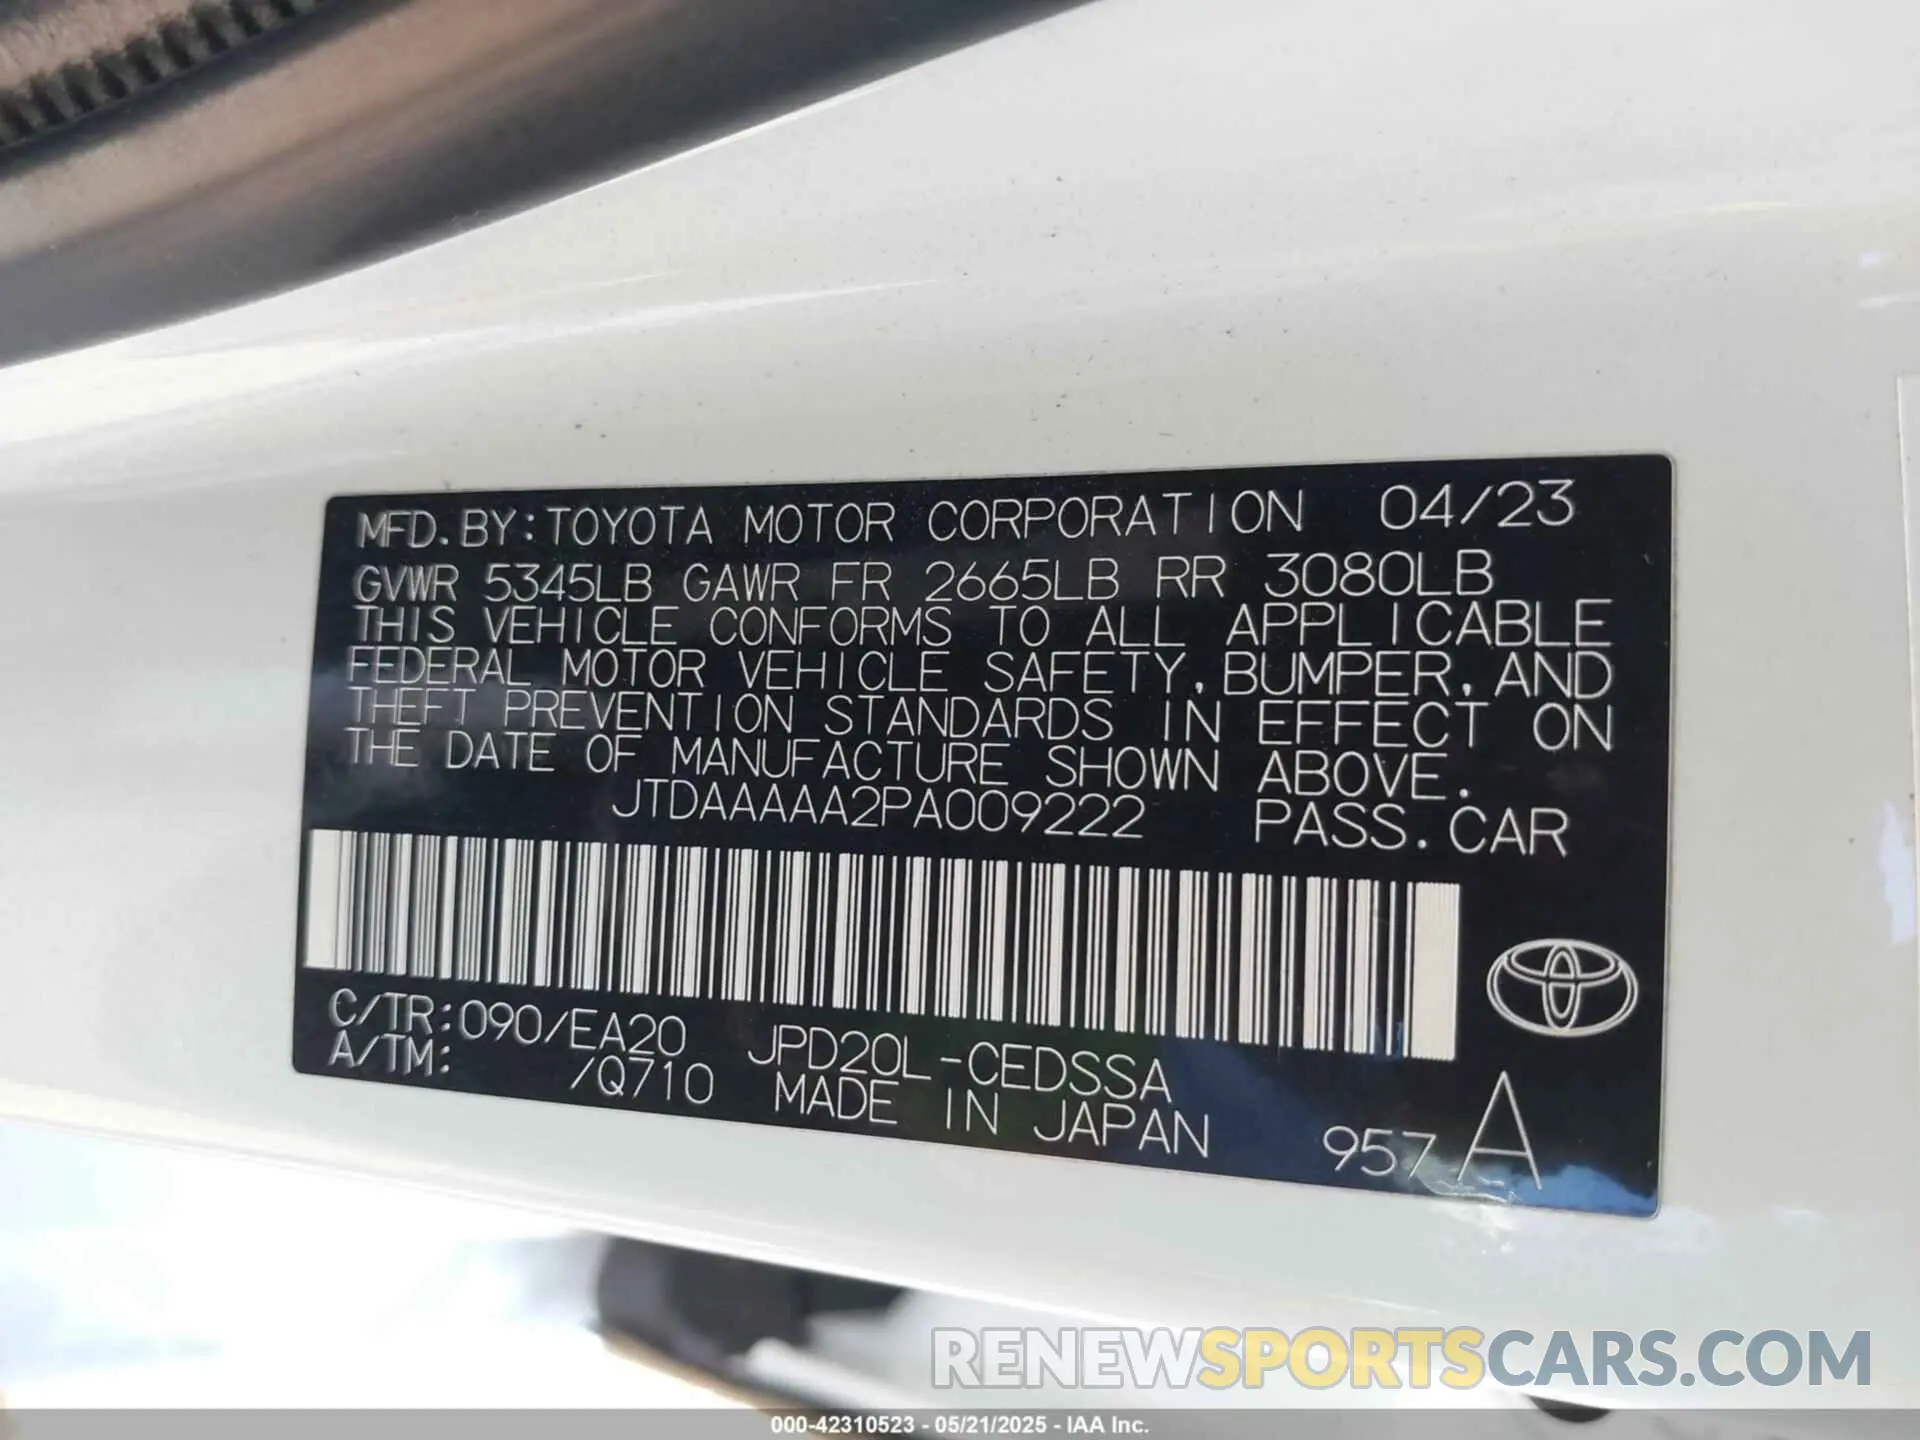 MFD. BY: TOYOTA MOTOR CORPORATION 04/23
GVWR 5345LB GAWR FR 2665LB RR 3080LB
THIS VEHICLE CONFORMS TO ALL APPLICABLE
FEDERAL MOTOR VEHICLE SAFETY, BUMPER, AND
THEFT PREVENTION STANDARDS IN EFFECT ON
THE DATE OF MANUFACTURE SHOWN ABOVE.
JTDAAAAA2PA009222 PASS. CAR
C/TR: 090/EA20 JPD20L-CEDSSA
A/TM: /Q710 MADE IN JAPAN 957 A
RENEWSPORTSCARS.COM
000-42310523 - 05/21/2025 - IAA Inc.